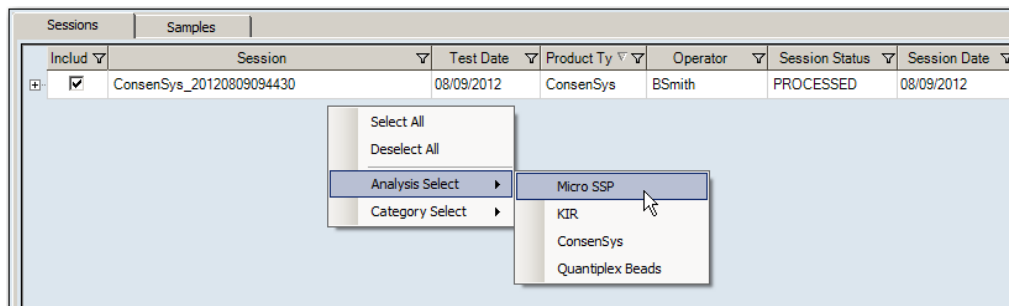 Sessions Samples
Includ Session Test Date Product Ty Operator Session Status Session Date
ConsenSys_20120809094430 08/09/2012 ConsenSys BSmith PROCESSED 08/09/2012
Select All
Deselect All
Analysis Select
Category Select
Micro SSP
KIR
ConsenSys
Quantiplex Beads